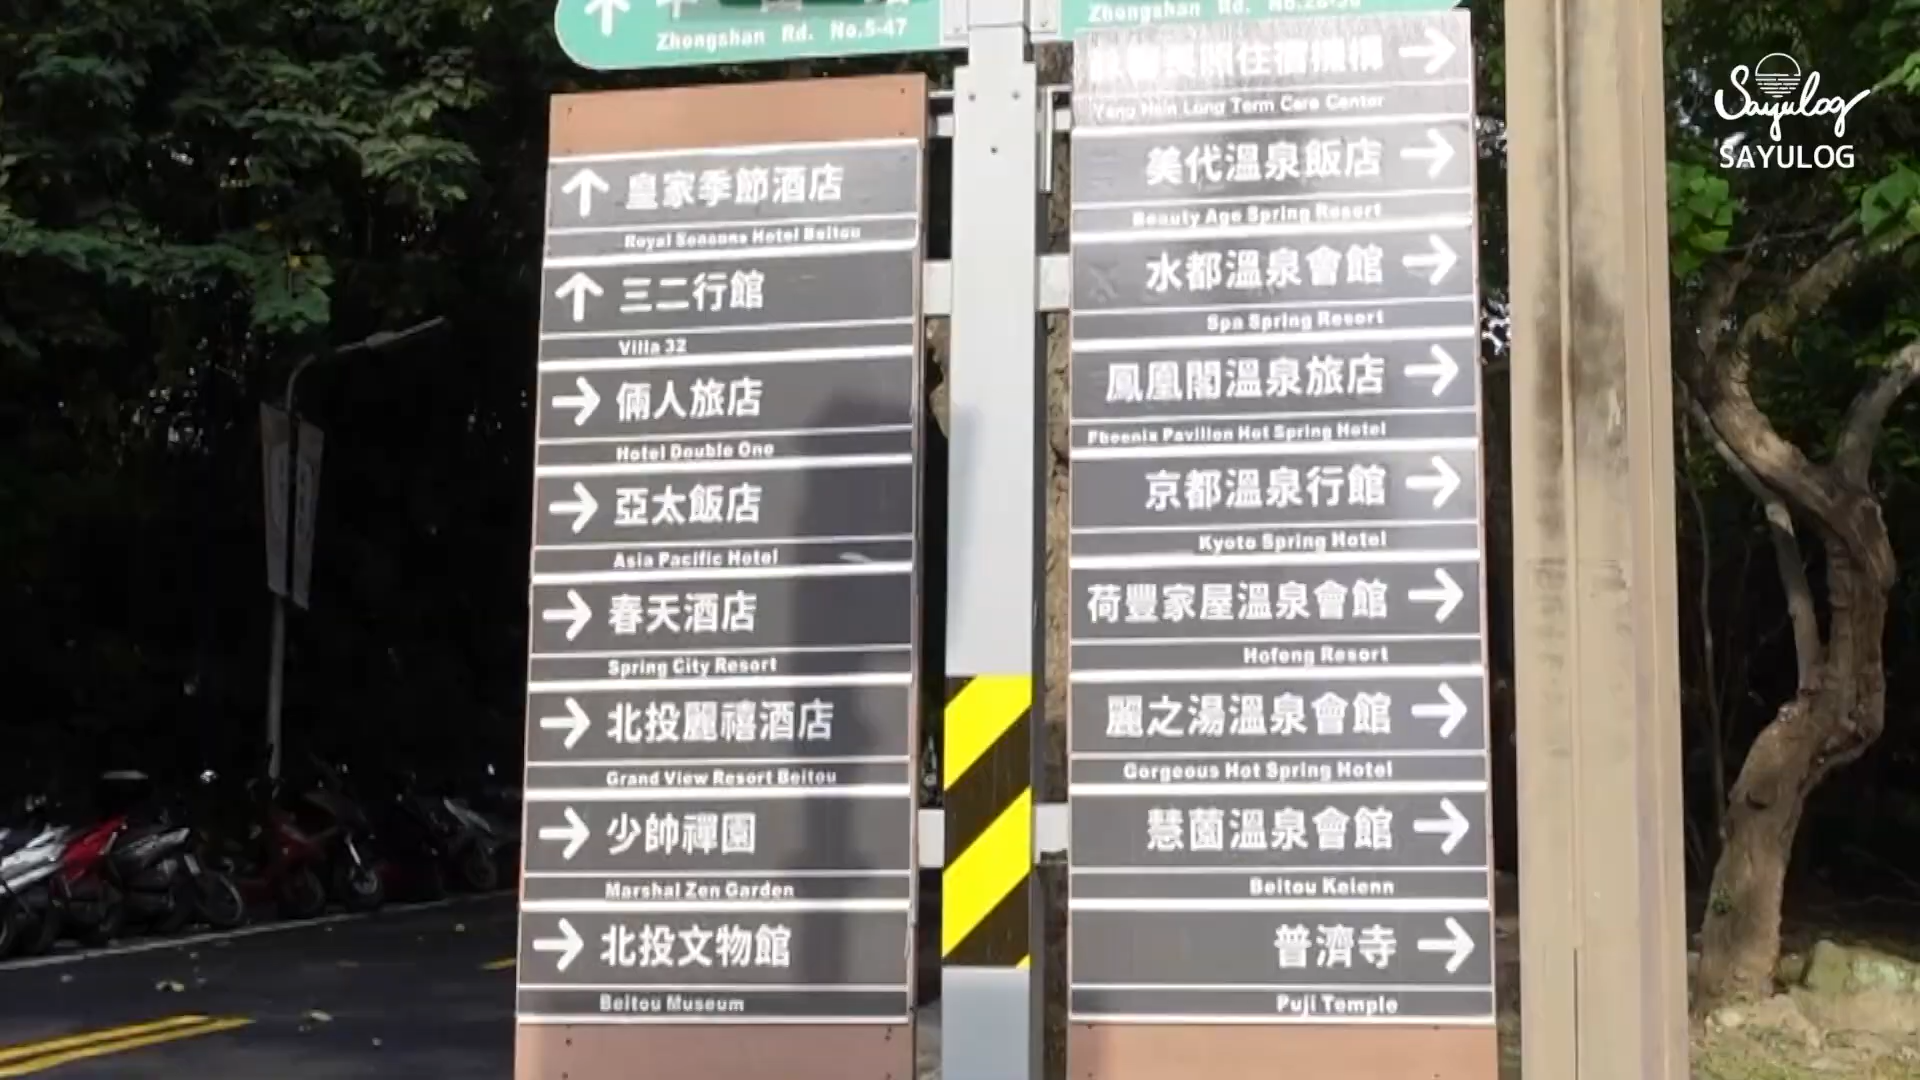 Zhongshan Rd. No.5-47
皇家季節酒店
Royal Seasons Hotel Beitou
三二行館
Villa 32
倆人旅店
Hotel Double One
亞太飯店
Asia Pacific Hotel
春天酒店
Spring City Resort
北投麗禧酒店
Grand View Resort Beitou
少帥禪園
Marshal Zen Garden
北投文物館
Beitou Museum
Zhongshan Rd.
住宿機構
Yang Hsin Long Term Care Center
美代溫泉飯店
Beauty Age Spring Resort
水都溫泉會館
Spa Spring Resort
鳳凰閣溫泉旅店
Phoenix Pavilion Hot Spring Hotel
京都溫泉行館
Kyoto Spring Hotel
荷豐家屋溫泉會館
Hofeng Resort
麗之湯溫泉會館
Gorgeous Hot Spring Hotel
慧薗溫泉會館
Beitou Keienn
普濟寺
Puji Temple
Sayulog
SAYULOG